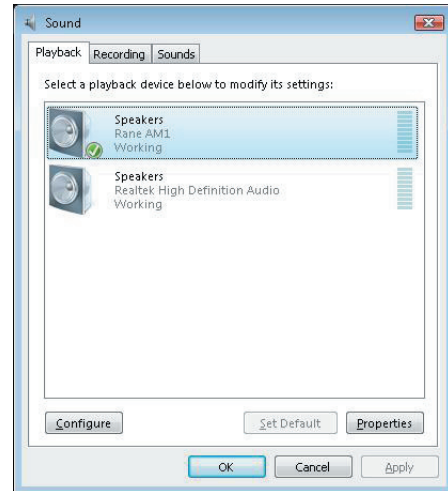 Sound
Playback Recording Sounds
Select a playback device below to modify its settings:
Speakers
Rane AM1
Working
Speakers
Realtek High Definition Audio
Working
Configure Set Default Properties
OK Cancel Apply